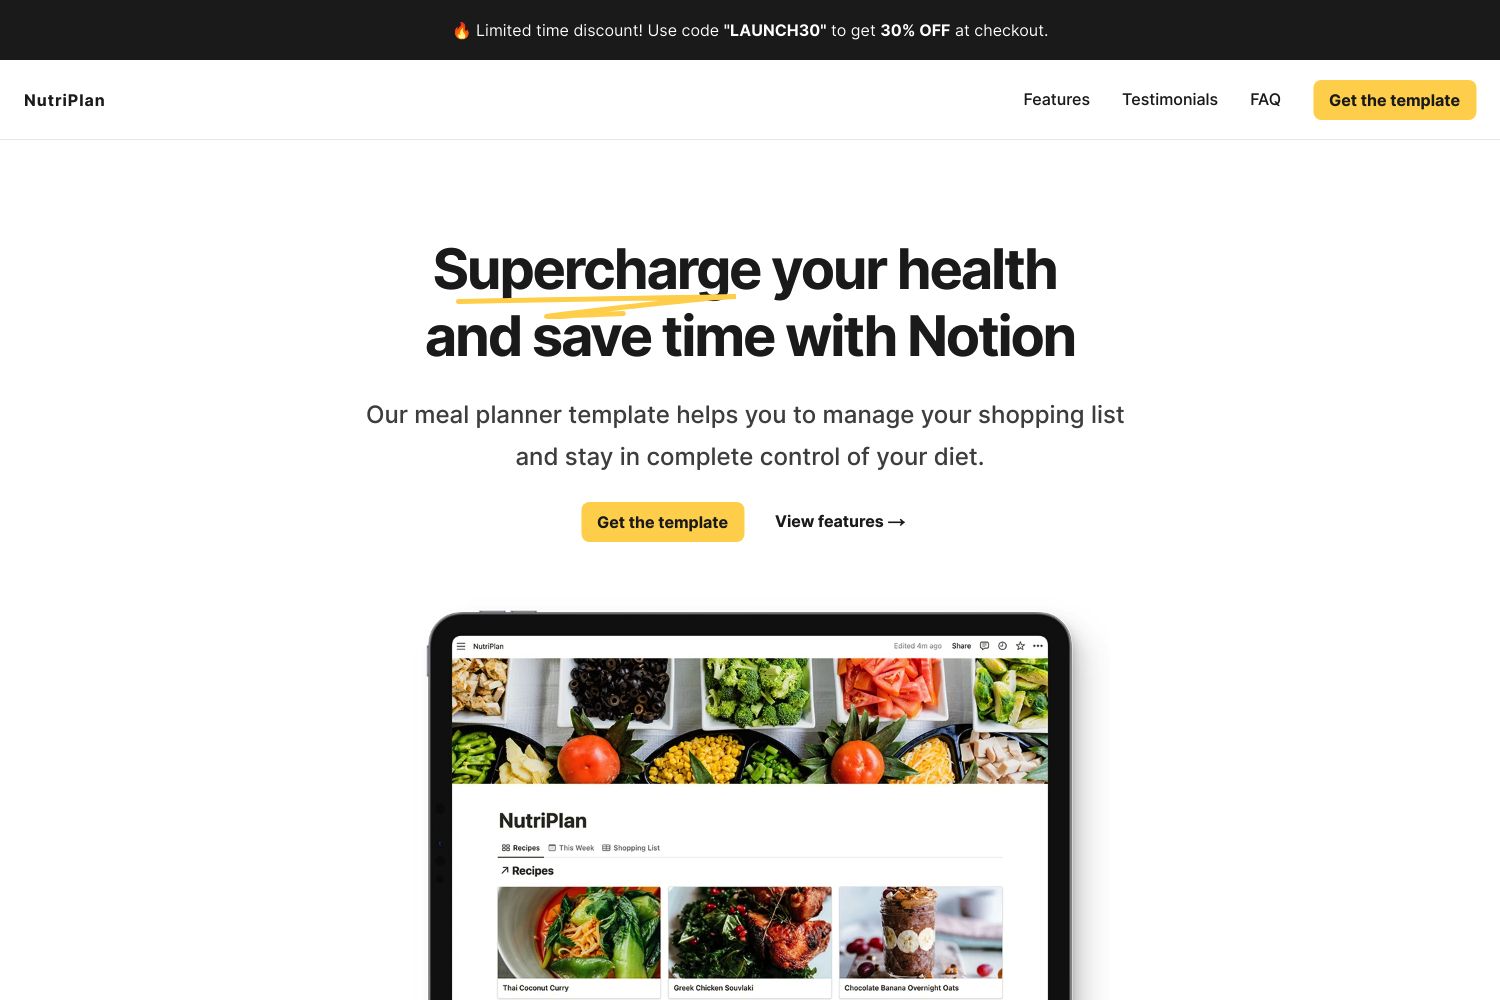 🔥 Limited time discount! Use code "LAUNCH30" to get 30% OFF at checkout.
NutriPlan
Features
Testimonials
FAQ
Get the template
Supercharge your health
and save time with Notion
Our meal planner template helps you to manage your shopping list
and stay in complete control of your diet.
Get the template
View features →
NutriPlan
Edited 4m ago
Share
NutriPlan
Recipes
This Week
Shopping List
↗ Recipes
Thai Coconut Curry
Greek Chicken Souvlaki
Chocolate Banana Overnight Oats